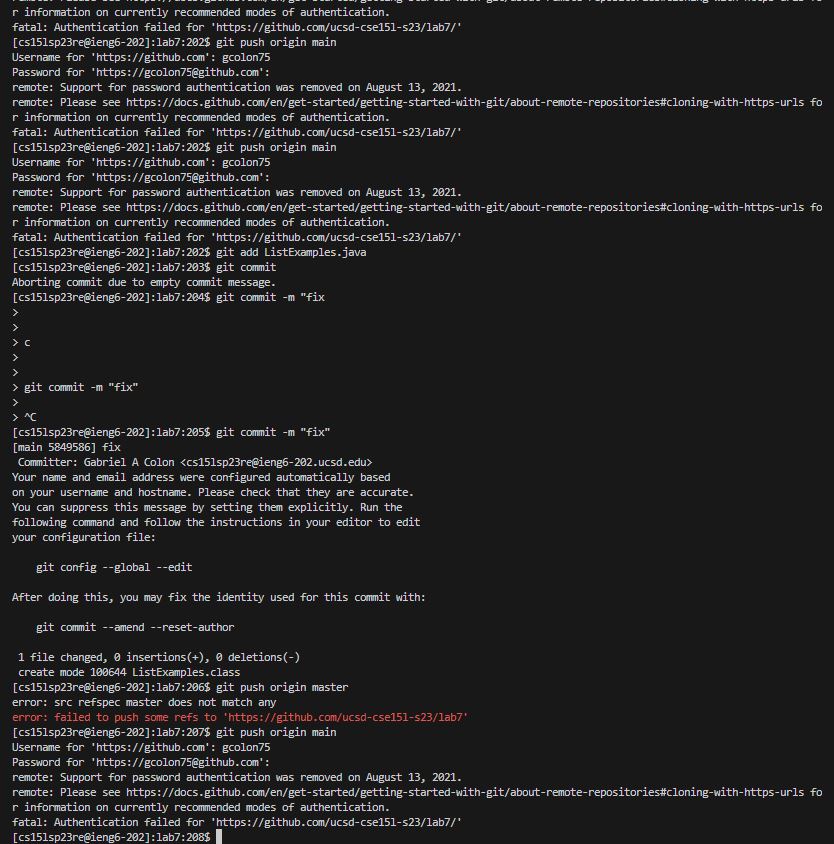 r information on currently recommended modes of authentication.
fatal: Authentication failed for 'https://github.com/ucsd-cse15l-s23/lab7/'
[cs15lsp23re@ieng6-202]:lab7:202$ git push origin main
Username for 'https://github.com': gcolon75
Password for 'https://gcolon75@github.com':
remote: Support for password authentication was removed on August 13, 2021.
remote: Please see https://docs.github.com/en/get-started/getting-started-with-git/about-remote-repositories#cloning-with-https-urls fo
r information on currently recommended modes of authentication.
fatal: Authentication failed for 'https://github.com/ucsd-cse15l-s23/lab7/'
[cs15lsp23re@ieng6-202]:lab7:202$ git push origin main
Username for 'https://github.com': gcolon75
Password for 'https://gcolon75@github.com':
remote: Support for password authentication was removed on August 13, 2021.
remote: Please see https://docs.github.com/en/get-started/getting-started-with-git/about-remote-repositories#cloning-with-https-urls fo
r information on currently recommended modes of authentication.
fatal: Authentication failed for 'https://github.com/ucsd-cse15l-s23/lab7/'
[cs15lsp23re@ieng6-202]:lab7:202$ git add ListExamples.java
[cs15lsp23re@ieng6-202]:lab7:203$ git commit
Aborting commit due to empty commit message.
[cs15lsp23re@ieng6-202]:lab7:204$ git commit -m "fix
>
>
> c
>
>
> git commit -m "fix"
>
> ^C
[cs15lsp23re@ieng6-202]:lab7:205$ git commit -m "fix"
[main 5849586] fix
Committer: Gabriel A Colon <cs15lsp23re@ieng6-202.ucsd.edu>
Your name and email address were configured automatically based
on your username and hostname. Please check that they are accurate.
You can suppress this message by setting them explicitly. Run the
following command and follow the instructions in your editor to edit
your configuration file:
git config --global --edit
After doing this, you may fix the identity used for this commit with:
git commit --amend --reset-author
1 file changed, 0 insertions(+), 0 deletions(-)
create mode 100644 ListExamples.class
[cs15lsp23re@ieng6-202]:lab7:206$ git push origin master
error: src refspec master does not match any
error: failed to push some refs to 'https://github.com/ucsd-cse15l-s23/lab7'
[cs15lsp23re@ieng6-202]:lab7:207$ git push origin main
Username for 'https://github.com': gcolon75
Password for 'https://gcolon75@github.com':
remote: Support for password authentication was removed on August 13, 2021.
remote: Please see https://docs.github.com/en/get-started/getting-started-with-git/about-remote-repositories#cloning-with-https-urls fo
r information on currently recommended modes of authentication.
fatal: Authentication failed for 'https://github.com/ucsd-cse15l-s23/lab7/'
[cs15lsp23re@ieng6-202]:lab7:208$